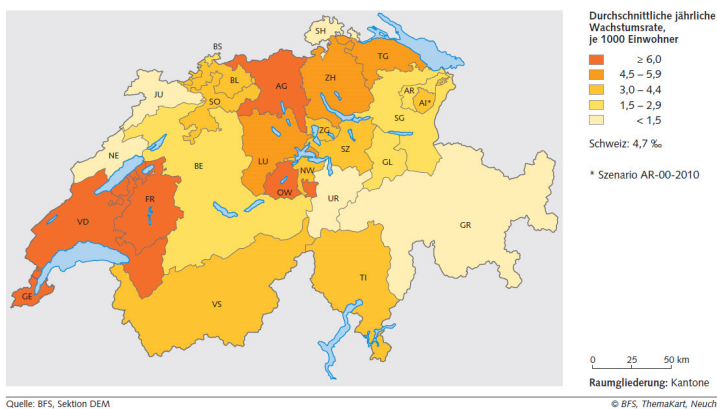 Durchschnittliche jährliche
Wachstumsrate,
je 1000 Einwohner
≥ 6,0
4,5 – 5,9
3,0 – 4,4
1,5 – 2,9
< 1,5
Schweiz: 4,7 ‰
* Szenario AR-00-2010
SH
BS
TG
BL
AG
ZH
JU
SO
AR
AI*
SG
ZG
NE
BE
LU
SZ
NW
GL
OW
FR
UR
VD
GR
TI
GE
VS
0 25 50 km
Raumgliederung: Kantone
Quelle: BFS, Sektion DEM
© BFS, ThemaKart, Neuch